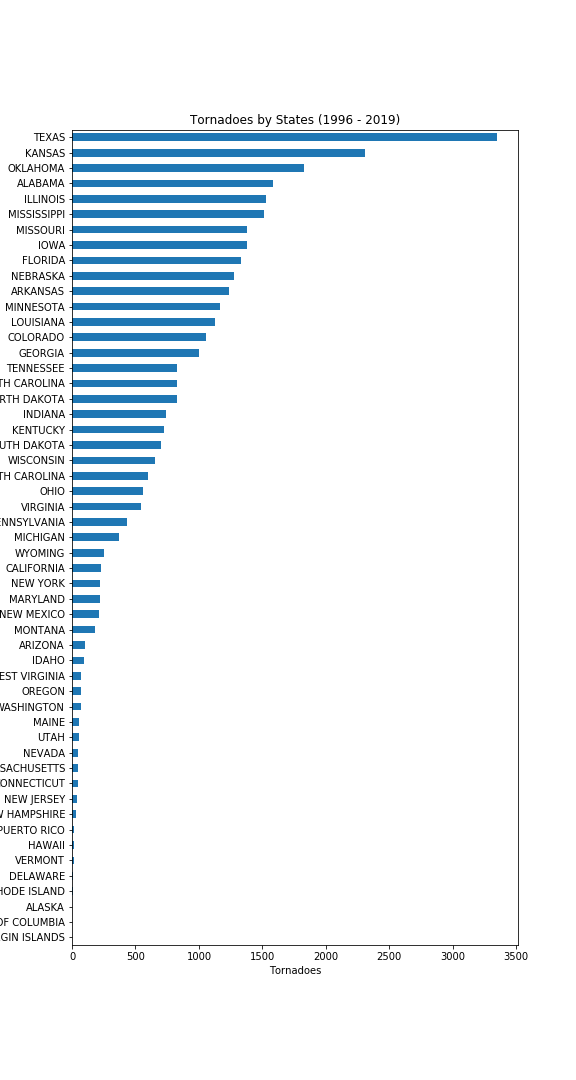 Tornadoes by States (1996 - 2019)
TEXAS
KANSAS
OKLAHOMA
ALABAMA
ILLINOIS
MISSISSIPPI
MISSOURI
IOWA
FLORIDA
NEBRASKA
ARKANSAS
MINNESOTA
LOUISIANA
COLORADO
GEORGIA
TENNESSEE
TH CAROLINA
RTH DAKOTA
INDIANA
KENTUCKY
UTH DAKOTA
WISCONSIN
TH CAROLINA
OHIO
VIRGINIA
ENNSYLVANIA
MICHIGAN
WYOMING
CALIFORNIA
NEW YORK
MARYLAND
NEW MEXICO
MONTANA
ARIZONA
IDAHO
EST VIRGINIA
OREGON
WASHINGTON
MAINE
UTAH
NEVADA
SACHUSETTS
ONNECTICUT
NEW JERSEY
W HAMPSHIRE
PUERTO RICO
HAWAII
VERMONT
DELAWARE
HODE ISLAND
ALASKA
OF COLUMBIA
GIN ISLANDS
0 500 1000 1500 2000 2500 3000 3500
Tornadoes